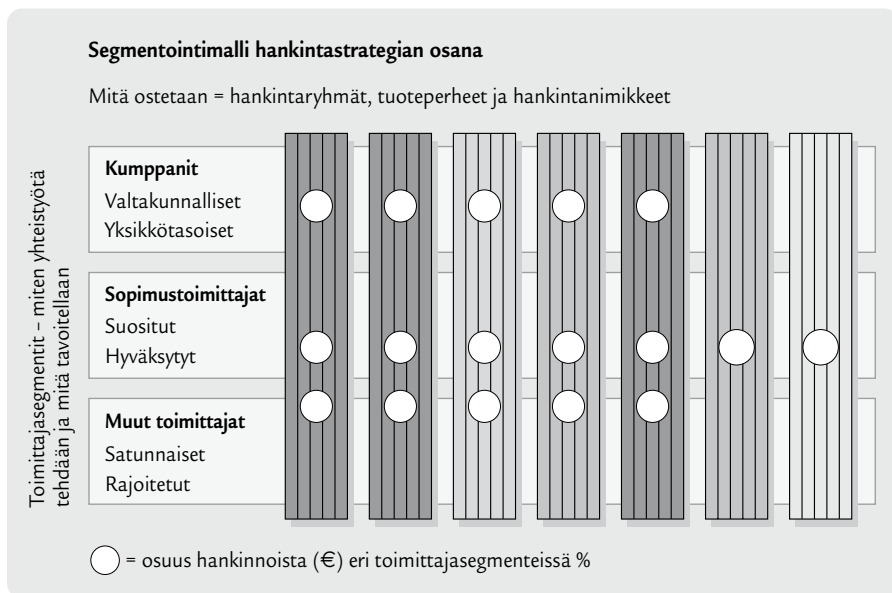 Segmentointimalli hankintastrategian osana
Mitä ostetaan = hankintaryhmät, tuoteperheet ja hankintanimikkeet
Toimittajasegmentit – miten yhteistyötä
tehdään ja mitä tavoitellaan
Kumppanit
Valtakunnalliset
Yksikkötasoiset
Sopimustoimittajat
Suositut
Hyväksytyt
Muut toimittajat
Satunnaiset
Rajoitetut
= osuus hankinnoista (€) eri toimittajasegmenteissä %